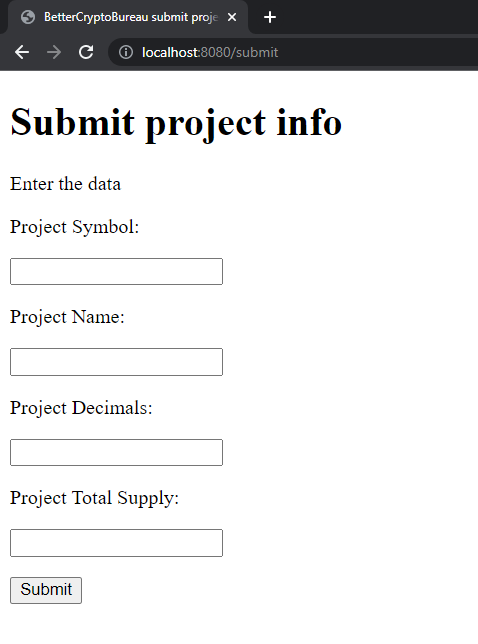 BetterCryptoBureau submit proje
localhost:8080/submit
Submit project info
Enter the data
Project Symbol:
Project Name:
Project Decimals:
Project Total Supply:
Submit